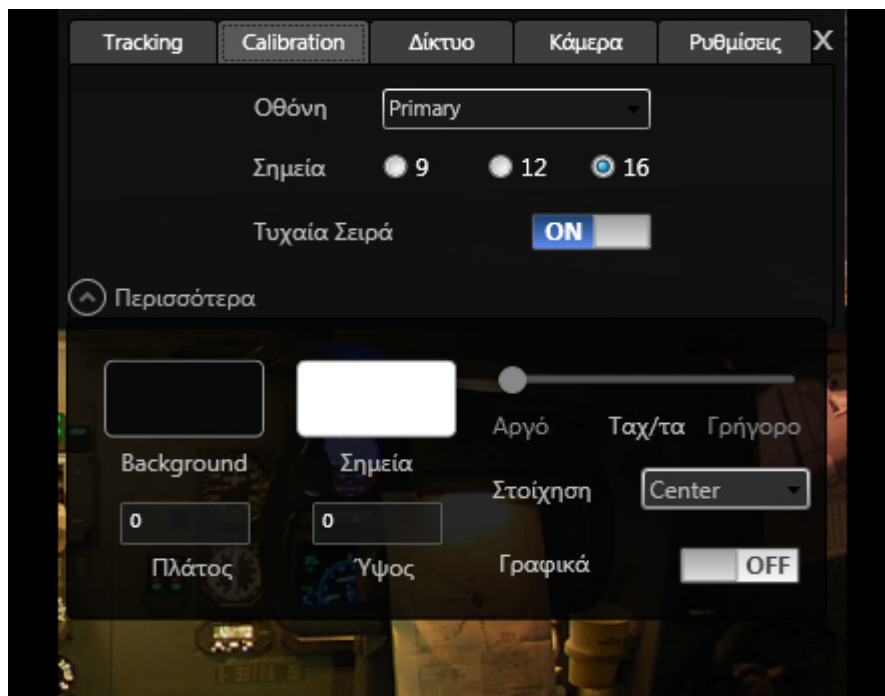 Tracking Calibration Δίκτυο Κάμερα Ρυθμίσεις X
Οθόνη Primary
Σημεία 9 12 16
Τυχαία Σειρά ON
Περισσότερα
Αργό Ταχ/τα Γρήγορο
Background Σημεία
Στοίχηση Center
0 0
Πλάτος Ύψος Γραφικά OFF